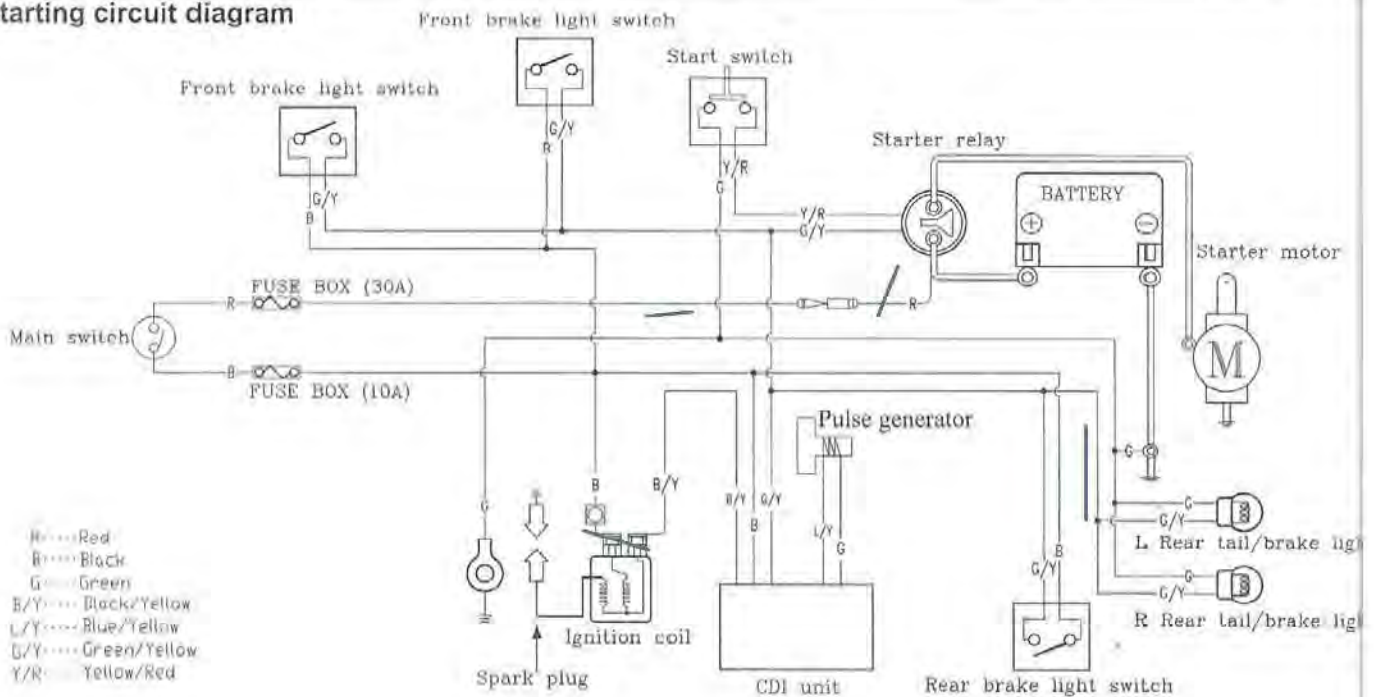 tarting circuit diagram
Front brake light switch
Front brake light switch
Start switch
Starter relay
BATTERY
Starter motor
M
Main switch
FUSE BOX (30A)
FUSE BOX (10A)
R
G/Y
B
G/Y
G
Y/R
Y/R
G/Y
R
R
B
Pulse generator
G
B
B/Y
B/Y
B
G/Y
L/Y
G
G/Y
B
G
G
G/Y
L Rear tail/brake lig
G
G/Y
R Rear tail/brake lig
Ignition coil
Spark plug
CDI unit
Rear brake light switch
R Red
B Black
G Green
B/Y Black/Yellow
L/Y Blue/Yellow
G/Y Green/Yellow
Y/R Yellow/Red